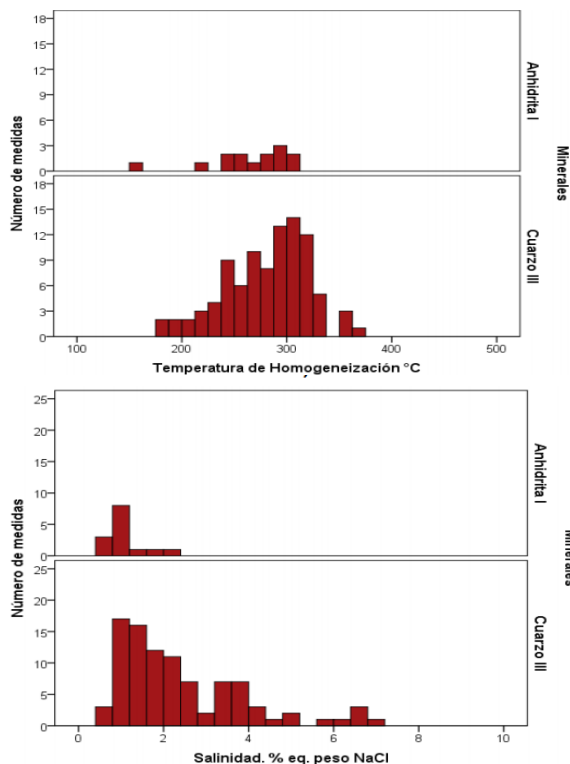 18
15
12
9
6
3
0
Anhidrita I
Número de medidas
Minerales
18
15
12
9
6
3
0
Cuarzo III
100 200 300 400 500
Temperatura de Homogeneización °C
25
20
15
10
5
0
Anhidrita I
Número de medidas
Minerales
25
20
15
10
5
0
Cuarzo III
0 2 4 6 8 10
Salinidad. % eq. peso NaCl